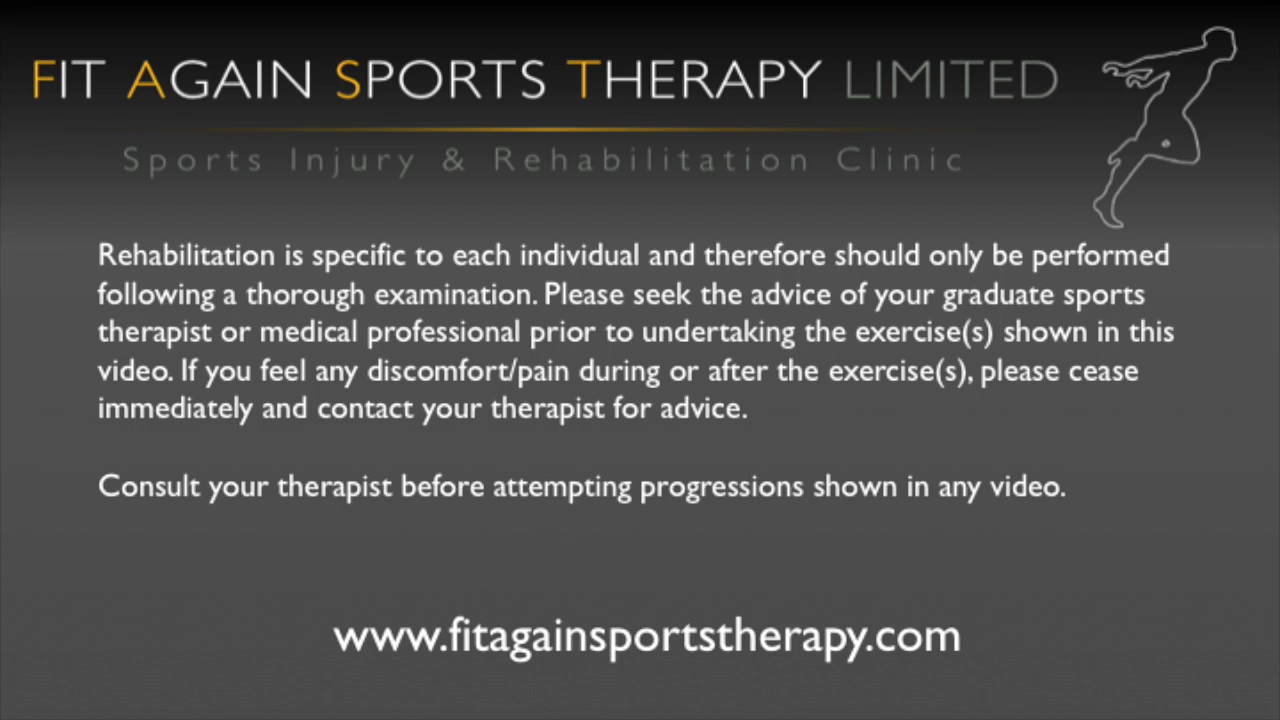 FIT AGAIN SPORTS THERAPY LIMITED
Sports Injury & Rehabilitation Clinic
Rehabilitation is specific to each individual and therefore should only be performed
following a thorough examination. Please seek the advice of your graduate sports
therapist or medical professional prior to undertaking the exercise(s) shown in this
video. If you feel any discomfort/pain during or after the exercise(s), please cease
immediately and contact your therapist for advice.
Consult your therapist before attempting progressions shown in any video.
www.fitagainsportstherapy.com